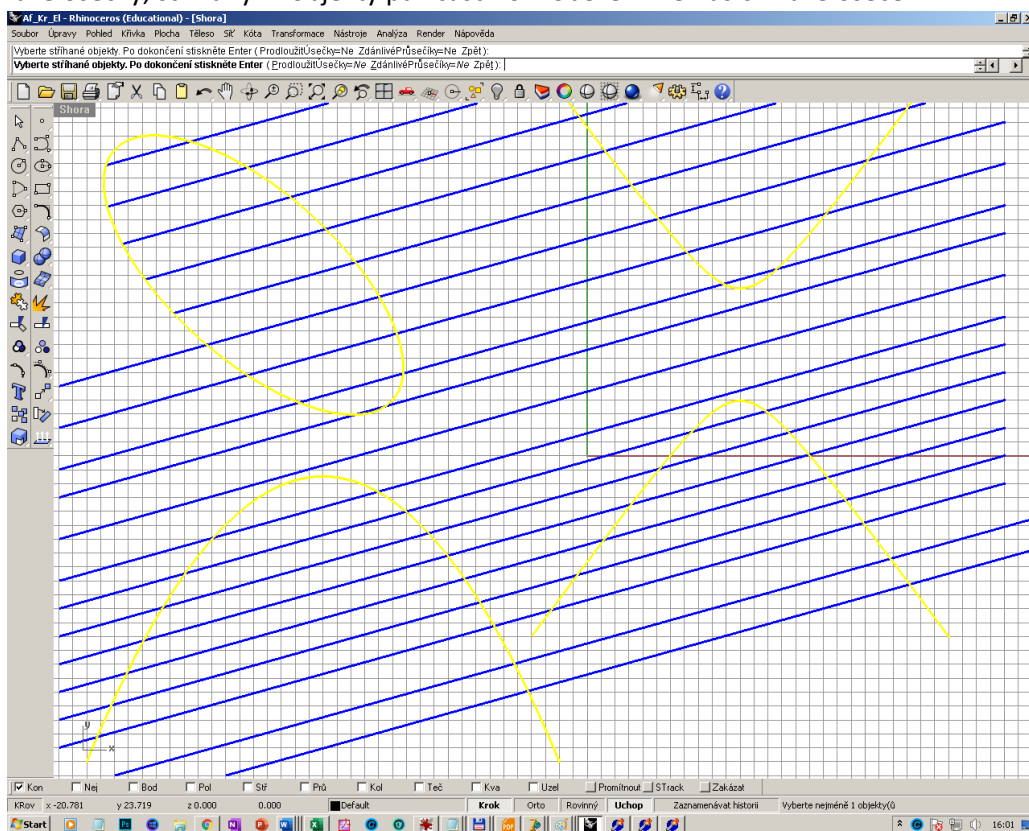 Af_Kr_El - Rhinoceros (Educational) - [Shora]
Soubor Úpravy Pohled Křivka Plocha Těleso Síť Kóta Transformace Nástroje Analýza Render Nápověda
Vyberte stříhané objekty. Po dokončení stiskněte Enter ( ProdloužitÚsečky=Ne ZdánlivéPrůsečíky=Ne Zpět ):
Vyberte stříhané objekty. Po dokončení stiskněte Enter ( ProdloužitÚsečky=Ne ZdánlivéPrůsečíky=Ne Zpět ):
Shora
y
x
Kon Nej Bod Pol Stř Prů Kol Teč Kva Uzel Promítnout STrack Zakázat
KRov x -20.781 y 23.719 z 0.000 0.000 Default Krok Orto Rovinný Uchop Zaznamenávat historii Vyberte nejméně 1 objekty(ů
Start 16:01